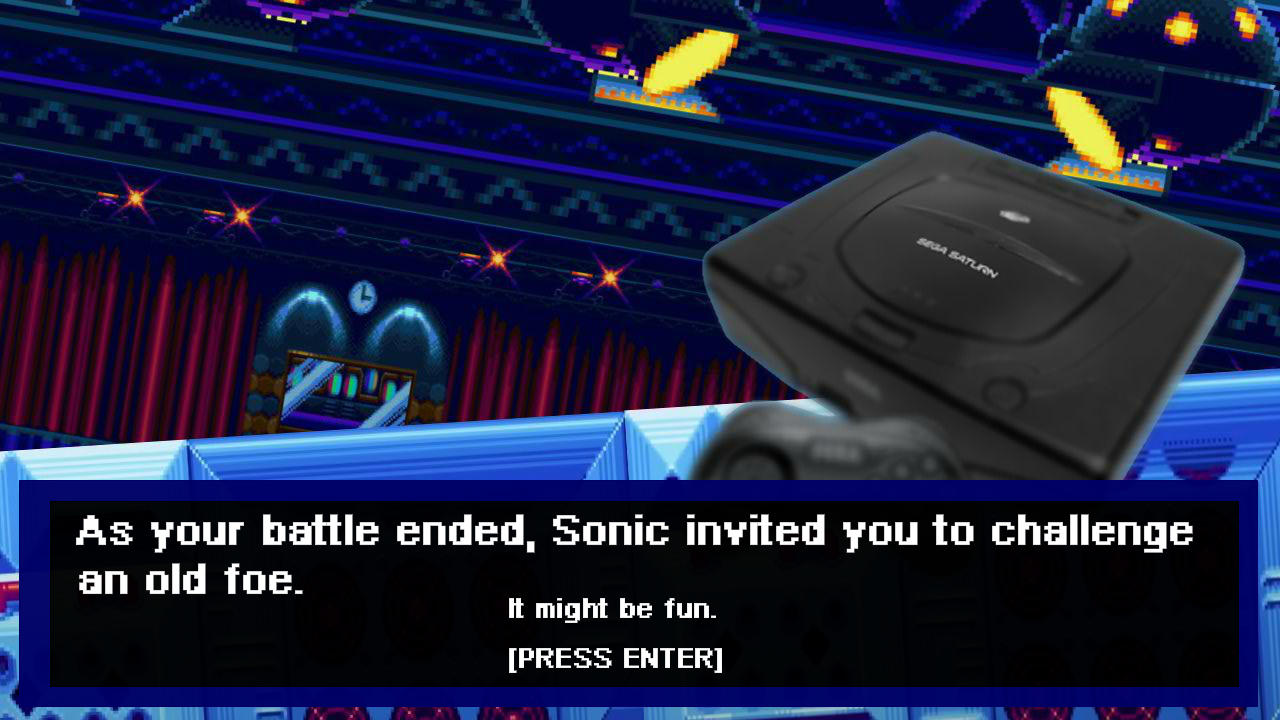 SEGA SATURN
SEGA
As your battle ended, Sonic invited you to challenge
an old foe.
It might be fun.
[PRESS ENTER]